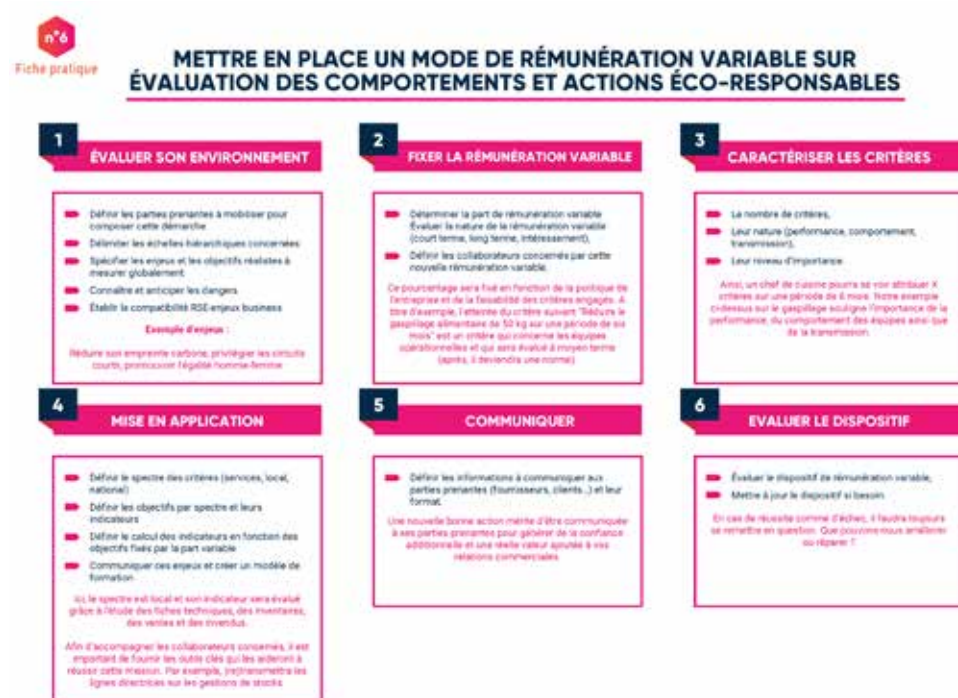 n°6
Fiche pratique
METTRE EN PLACE UN MODE DE RÉMUNÉRATION VARIABLE SUR
ÉVALUATION DES COMPORTEMENTS ET ACTIONS ÉCO-RESPONSABLES
1
ÉVALUER SON ENVIRONNEMENT
Définir les parties prenantes à mobiliser pour
composer cette démarche
Délimiter les échelles hiérarchiques concernées
Spécifier les enjeux et les objectifs réalistes à
mesurer globalement
Connaître et anticiper les dangers
Établir la compatibilité RSE-enjeux business
Exemple d'enjeux :
Réduire son empreinte carbone, privilégier les circuits
courts, promouvoir l'égalité homme-femme
2
FIXER LA RÉMUNÉRATION VARIABLE
Déterminer la part de rémunération variable
Évaluer la nature de la rémunération variable
(court terme, long terme, intéressement),
Définir les collaborateurs concernés par cette
nouvelle rémunération variable.
Ce pourcentage sera fixé en fonction de la politique de
l'entreprise et de la faisabilité des critères engagés. A
titre d'exemple, l'atteinte du critère suivant "Réduire le
gaspillage alimentaire de 50 kg sur une période de six
mois" est un critère qui concerne les équipes
opérationnelles et qui sera évalué à moyen terme
(après, il deviendra une norme)
3
CARACTÉRISER LES CRITÈRES
Le nombre de critères,
Leur nature (performance, comportement,
transmission),
Leur niveau d'importance.
Ainsi, un chef de cuisine pourra se voir attribuer X
critères sur une période de 6 mois. Notre exemple
ci-dessus sur le gaspillage souligne l'importance de la
performance, du comportement des équipes ainsi que
de la transmission.
4
MISE EN APPLICATION
Définir le spectre des critères (services, local,
national)
Définir les objectifs par spectre et leurs
indicateurs
Définir le calcul des indicateurs en fonction des
objectifs fixés par la part variable
Communiquer ces enjeux et créer un modèle de
formation
Ici, le spectre est local et son indicateur sera évalué
grâce à l'étude des fiches techniques, des inventaires,
des ventes et des invendus.
Afin d'accompagner les collaborateurs concernés, il est
important de fournir les outils clés qui les aideront à
réussir cette mission. Par exemple, (re)transmettre les
lignes directrices sur les gestions de stocks
5
COMMUNIQUER
Définir les informations à communiquer aux
parties prenantes (fournisseurs, clients...) et leur
format.
Une nouvelle bonne action mérite d'être communiquée
à ses parties prenantes pour générer de la confiance
additionnelle et une réelle valeur ajoutée à vos
relations commerciales.
6
EVALUER LE DISPOSITIF
Évaluer le dispositif de rémunération variable,
Mettre à jour le dispositif si besoin.
En cas de réussite comme d'échec, il faudra toujours
se remettre en question. Que pouvons-nous améliorer
ou réparer ?